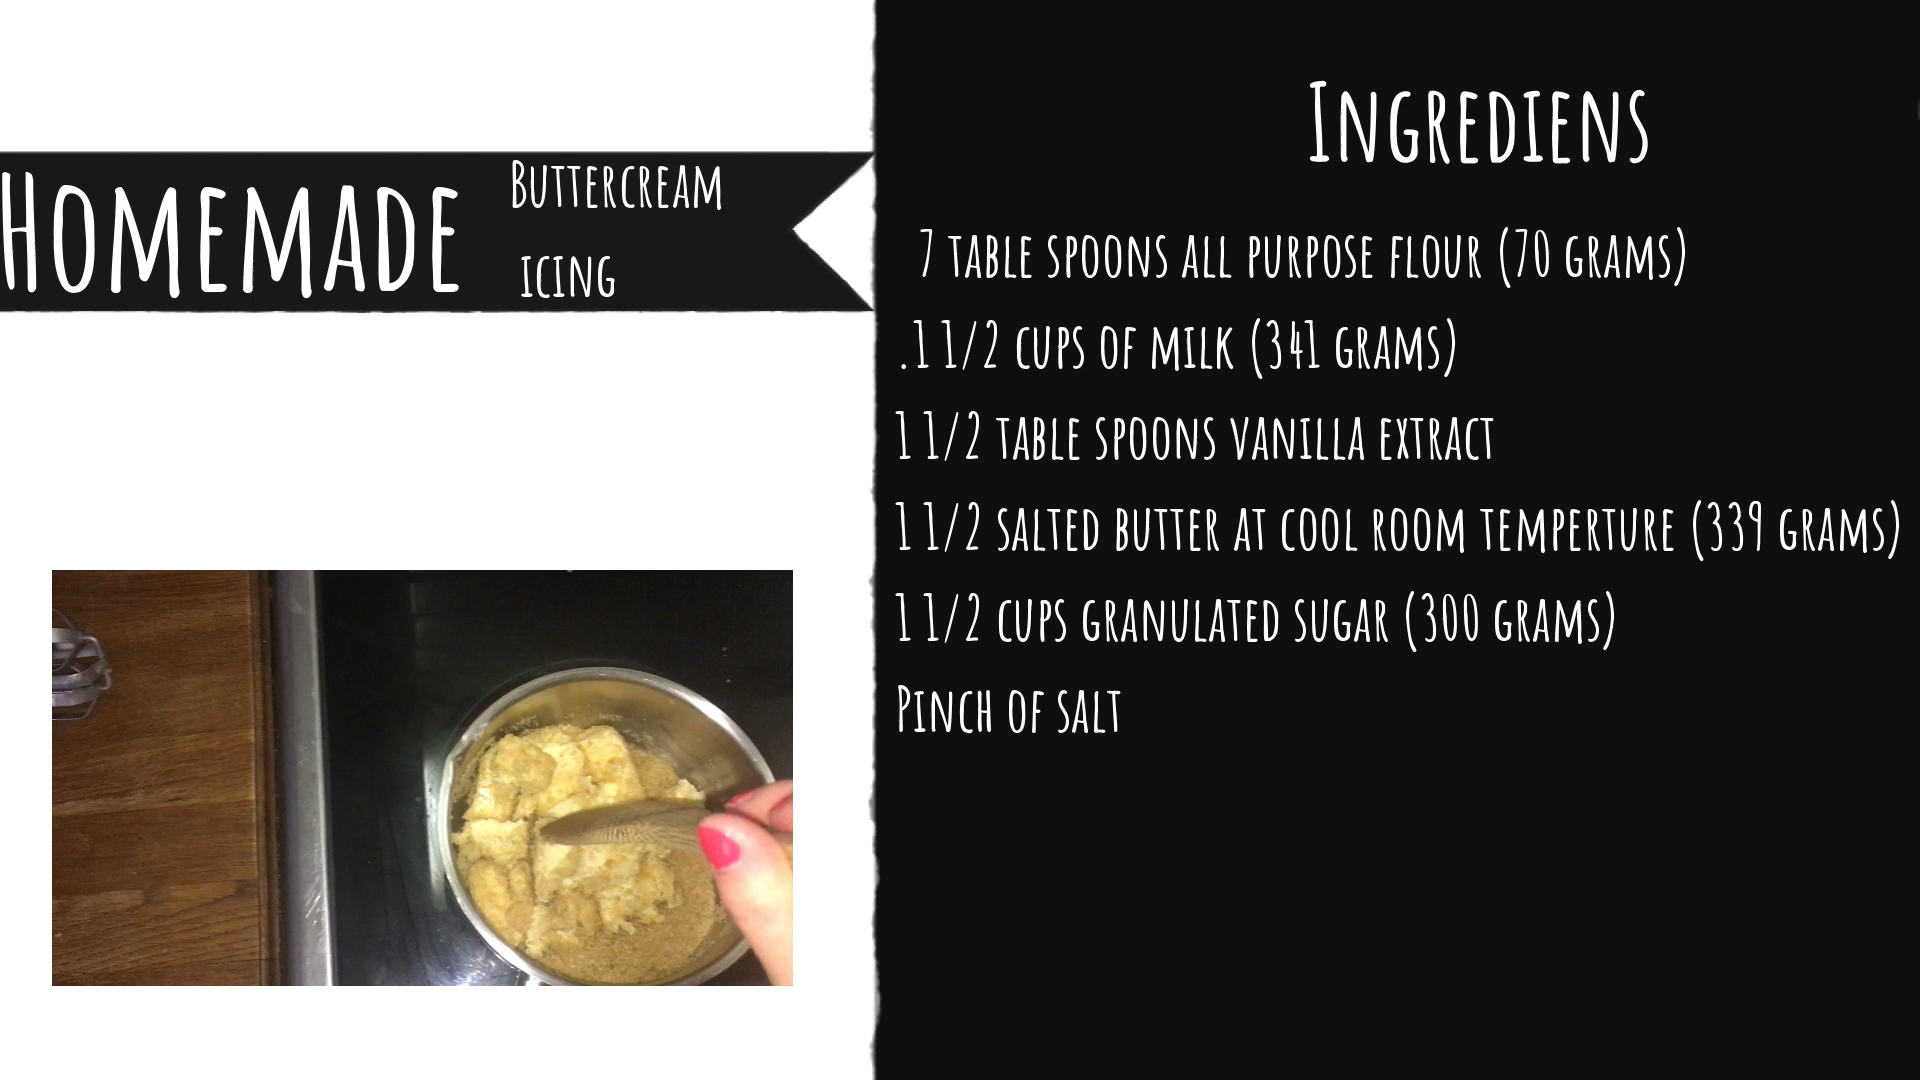 Homemade
Buttercream
icing
Ingrediens
7 table spoons all purpose flour (70 grams)
.1 1/2 cups of milk (341 grams)
1 1/2 table spoons vanilla extract
1 1/2 salted butter at cool room temperture (339 grams)
1 1/2 cups granulated sugar (300 grams)
Pinch of salt